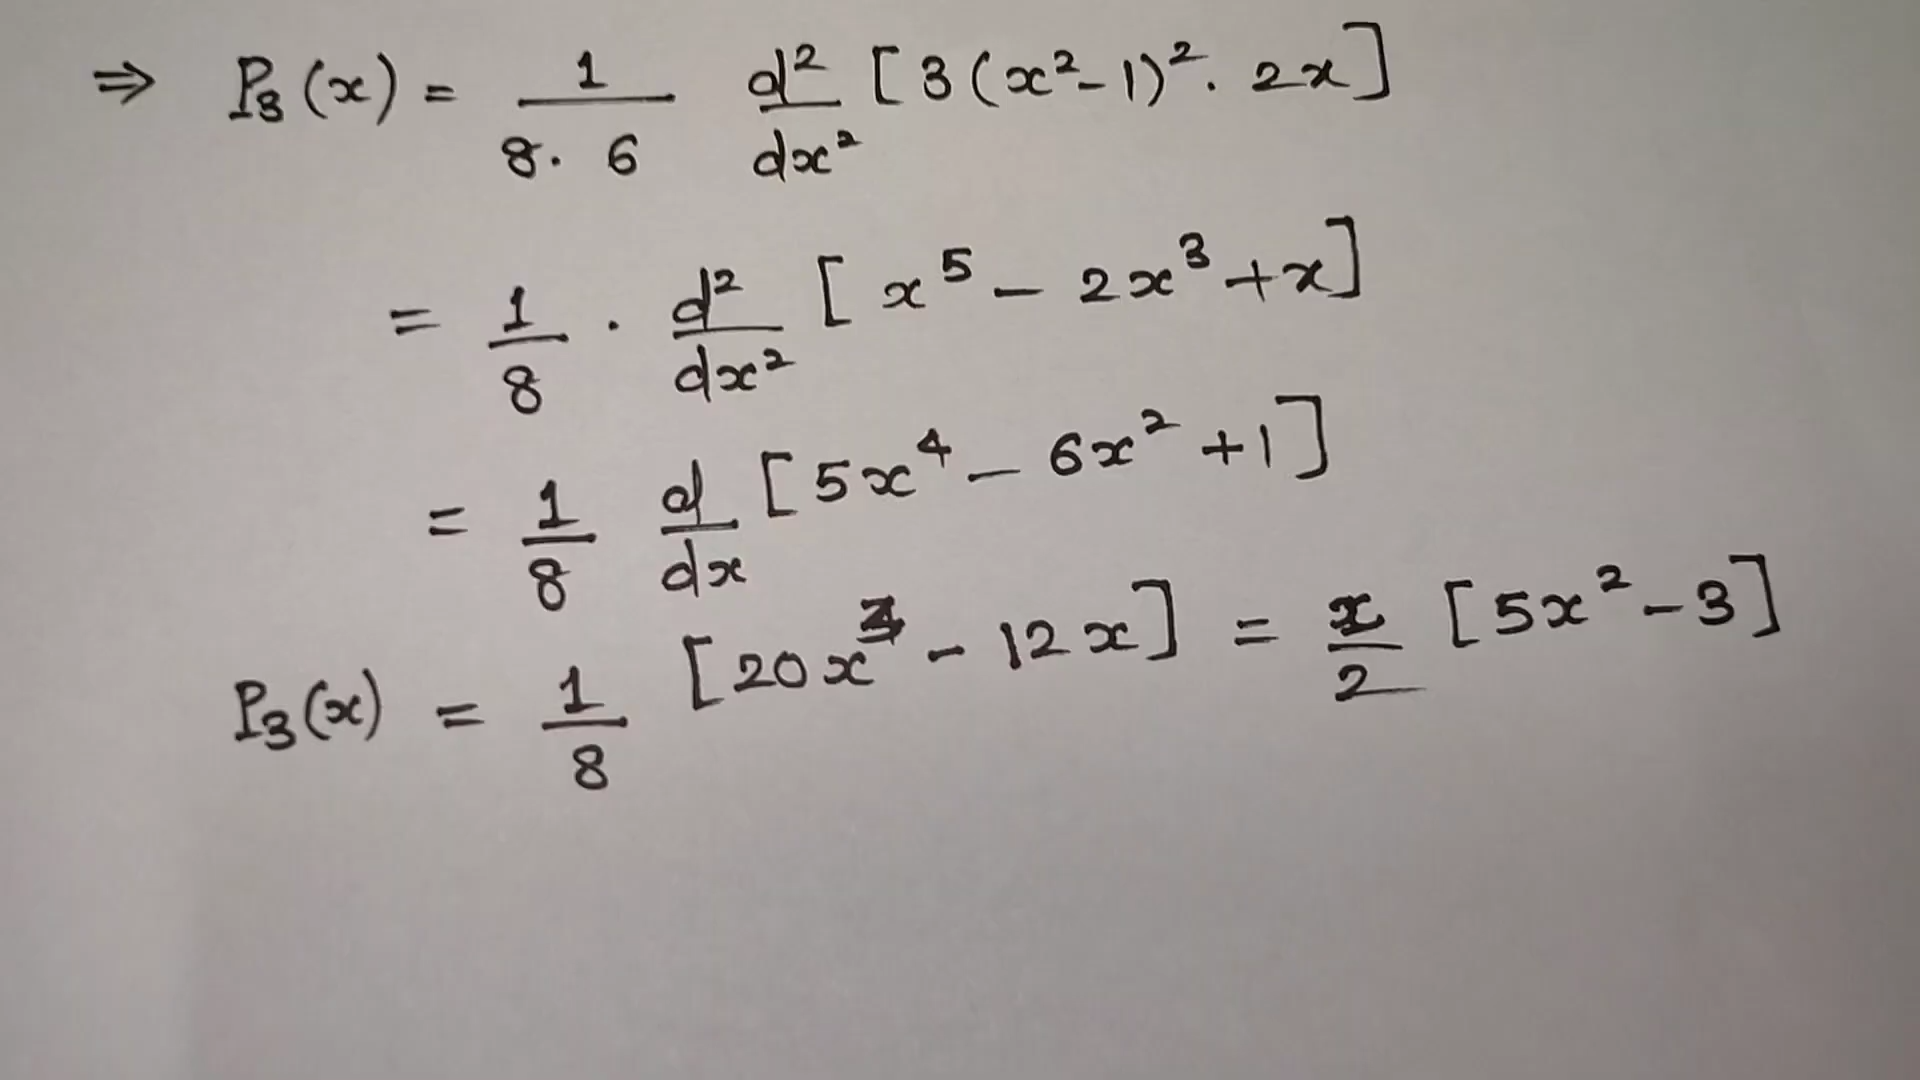 ⇒ P₃(x) = 1/(8·6) d²/dx² [3(x²-1)²·2x]
= 1/8 · d²/dx² [x⁵ - 2x³ + x]
= 1/8 d/dx [5x⁴ - 6x² + 1]
P₃(x) = 1/8 [20x³ - 12x] = x/2 [5x² - 3]